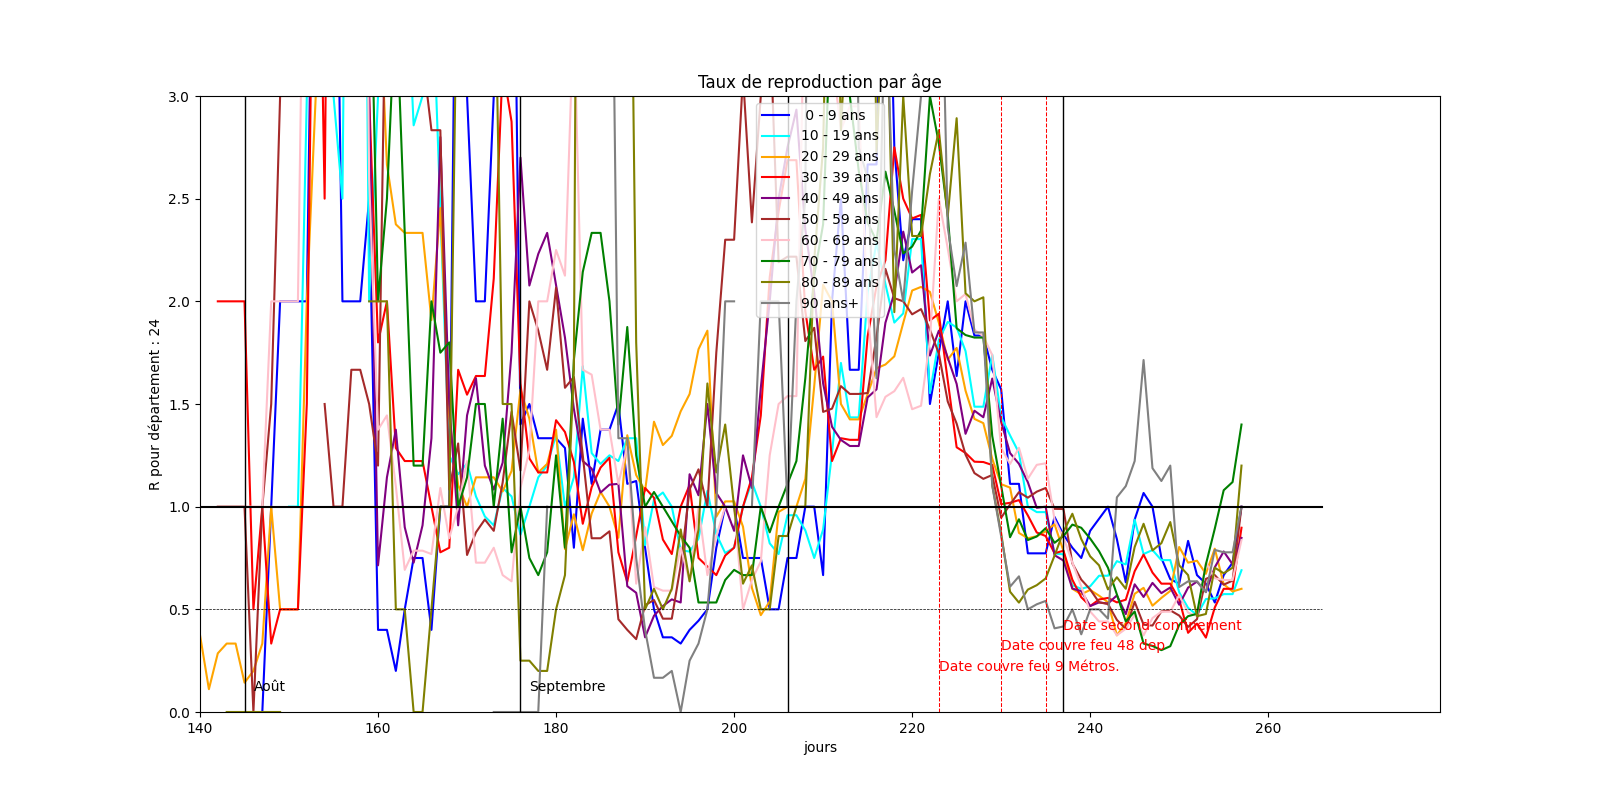 Taux de reproduction par âge
R pour département : 24
3.0
2.5
2.0
1.5
1.0
0.5
0.0
0 - 9 ans
10 - 19 ans
20 - 29 ans
30 - 39 ans
40 - 49 ans
50 - 59 ans
60 - 69 ans
70 - 79 ans
80 - 89 ans
90 ans+
Date second confinement
Date couvre feu 48 dep
Date couvre feu 9 Métros.
Août
Septembre
140
160
180
200
220
240
260
jours